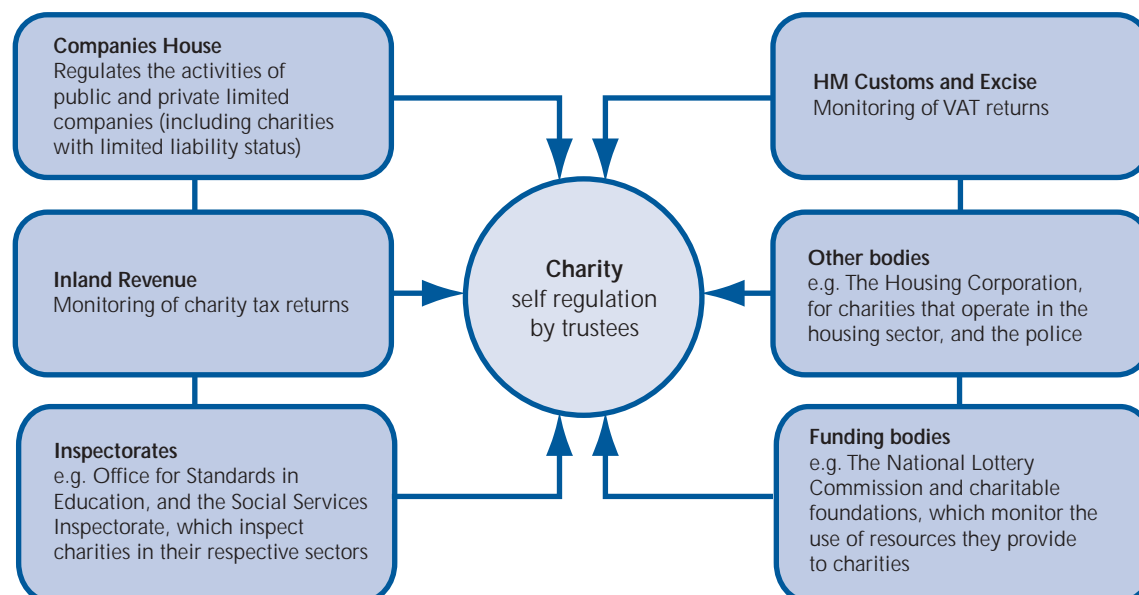 Companies House
Regulates the activities of
public and private limited
companies (including charities
with limited liability status)
Inland Revenue
Monitoring of charity tax returns
Inspectorates
e.g. Office for Standards in
Education, and the Social Services
Inspectorate, which inspect
charities in their respective sectors
Charity
self regulation
by trustees
HM Customs and Excise
Monitoring of VAT returns
Other bodies
e.g. The Housing Corporation,
for charities that operate in the
housing sector, and the police
Funding bodies
e.g. The National Lottery
Commission and charitable
foundations, which monitor the
use of resources they provide
to charities